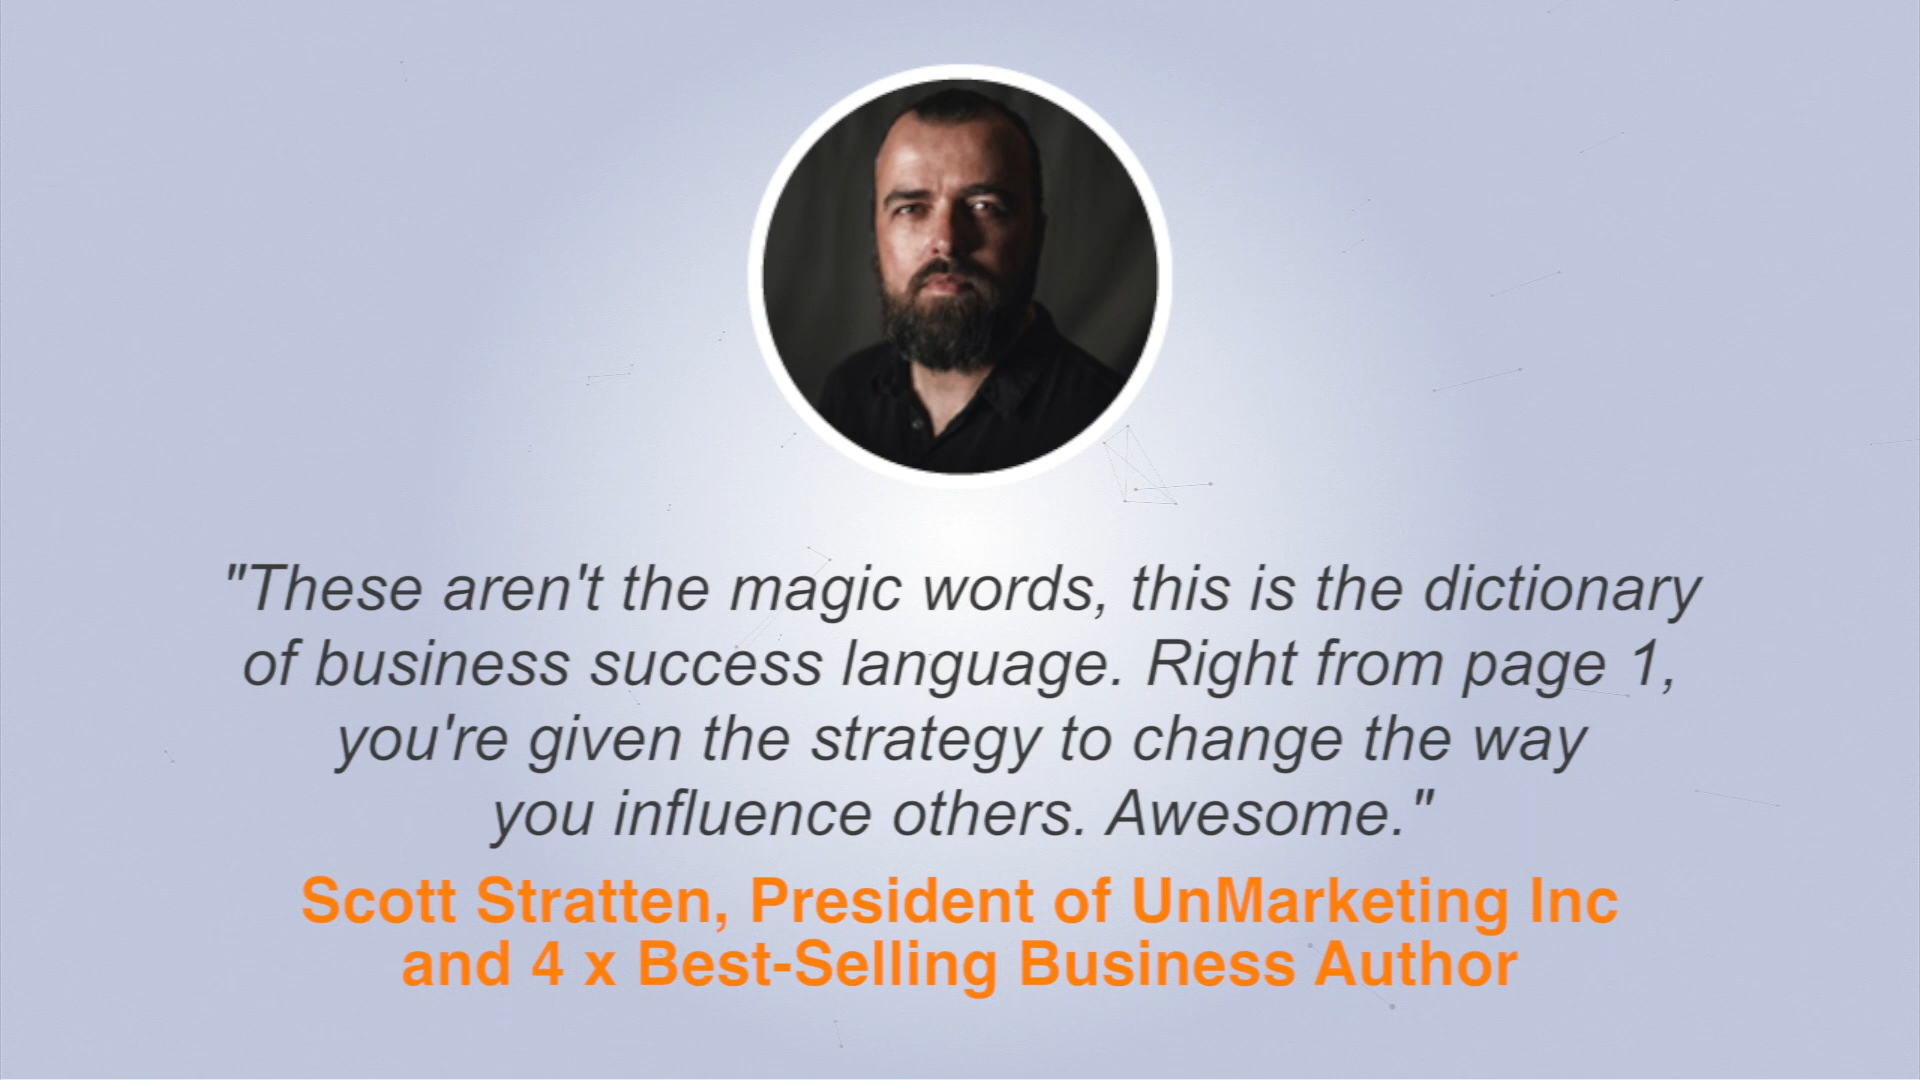 "These aren't the magic words, this is the dictionary
of business success language. Right from page 1,
you're given the strategy to change the way
you influence others. Awesome."
Scott Stratten, President of UnMarketing Inc
and 4 x Best-Selling Business Author